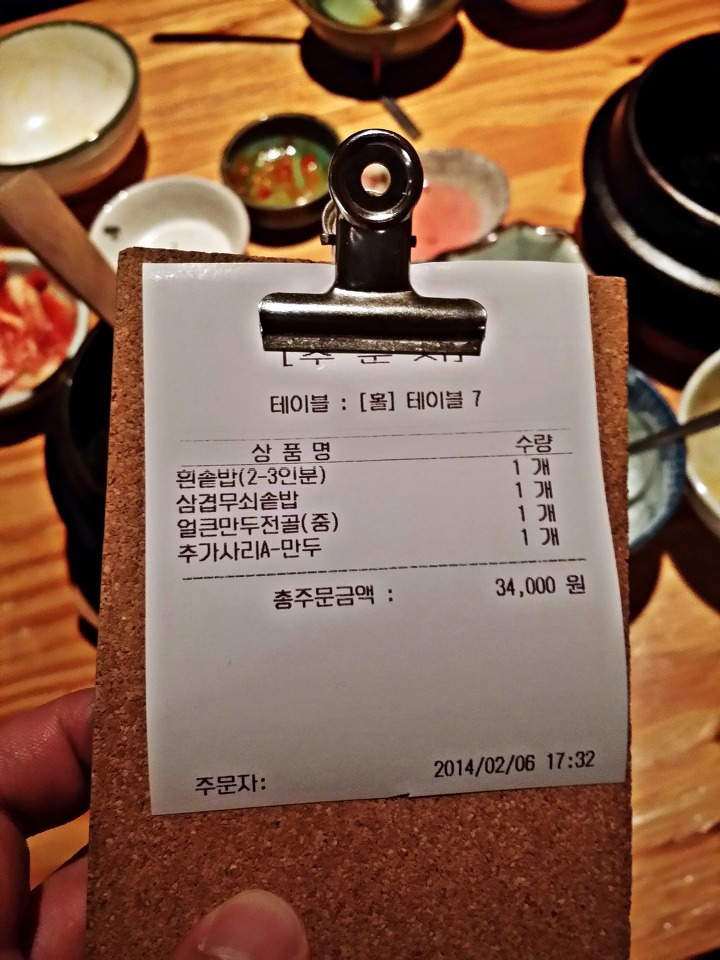 테이블 : [홀] 테이블 7
상 품 명 수량
흰솥밥(2-3인분) 1 개
삼겹무쇠솥밥 1 개
얼큰만두전골(중) 1 개
추가사리A-만두 1 개
총주문금액 : 34,000 원
주문자: 2014/02/06 17:32